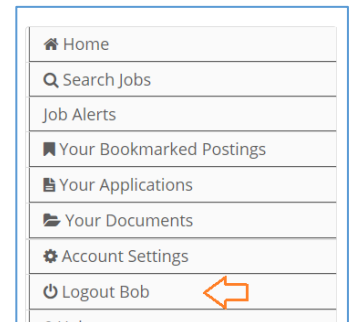 Home
Search Jobs
Job Alerts
Your Bookmarked Postings
Your Applications
Your Documents
Account Settings
Logout Bob